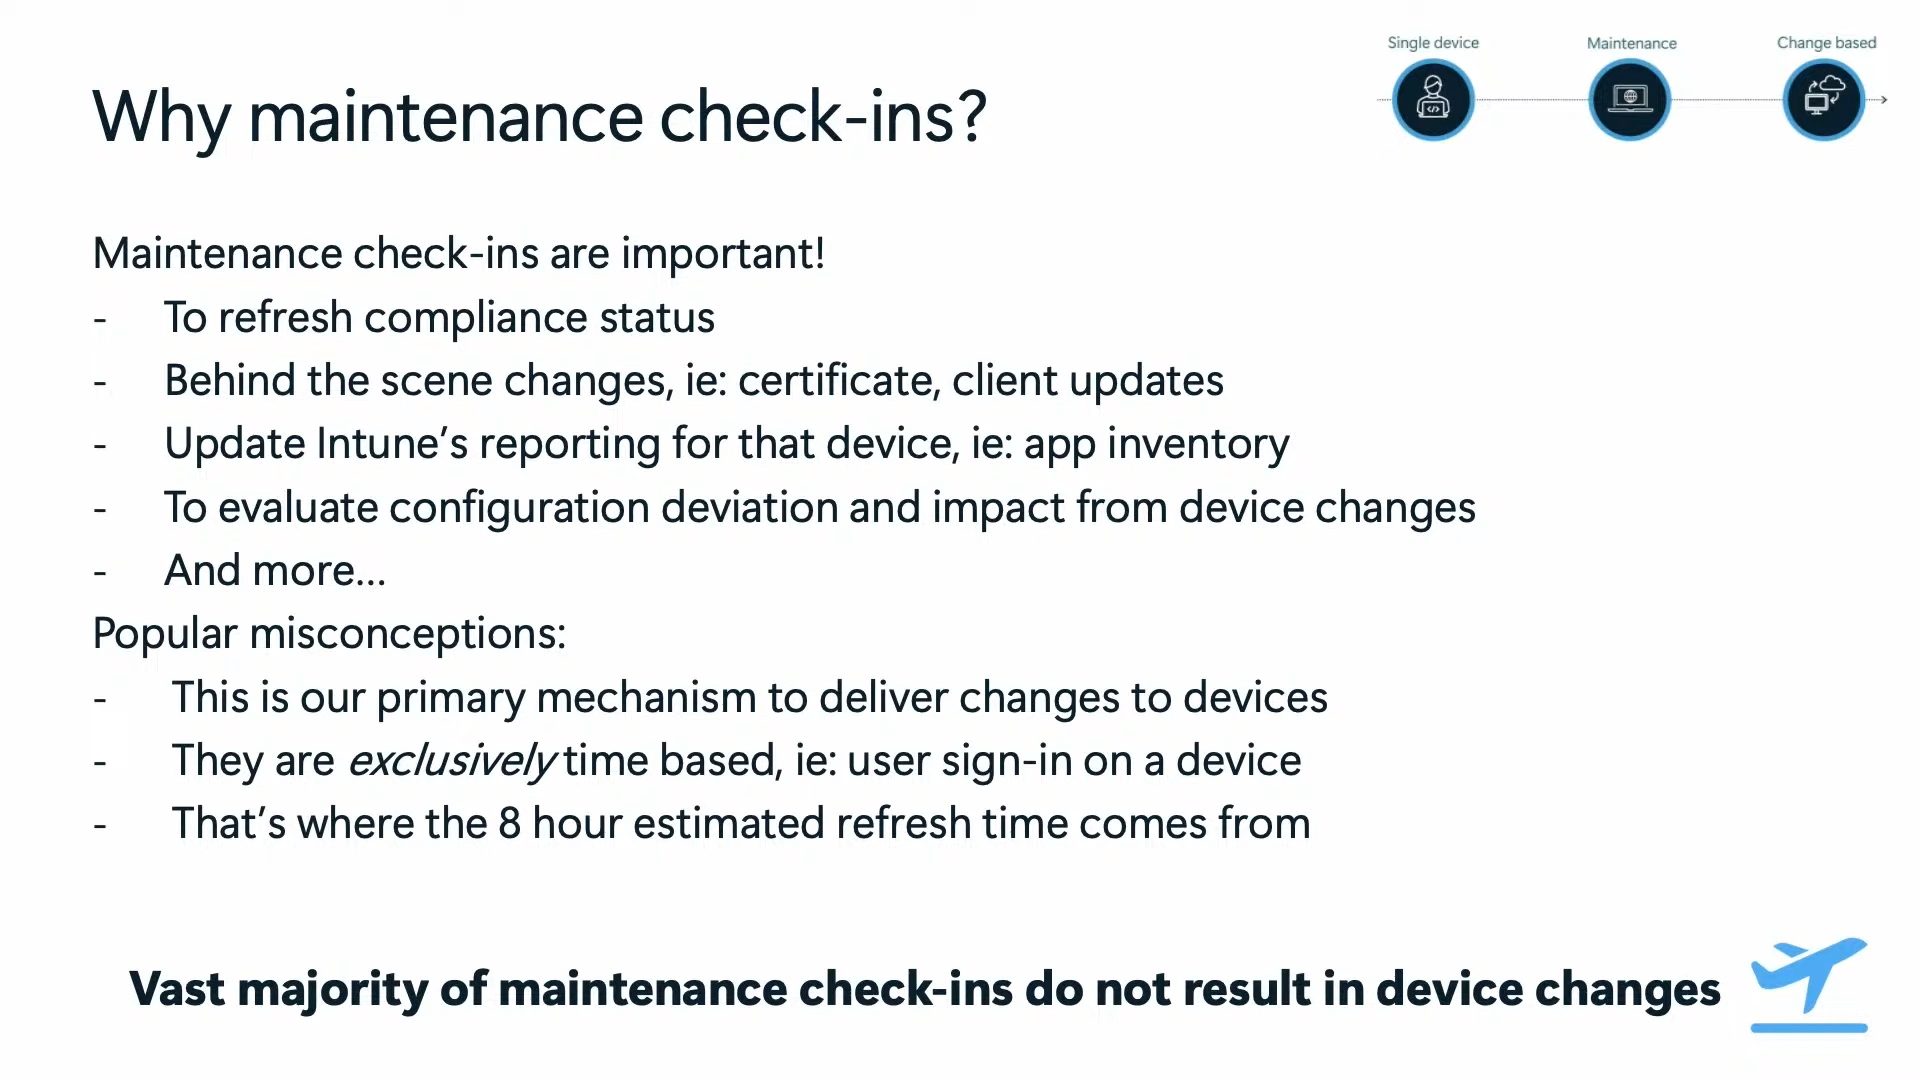 Single device
Maintenance
Change based
Why maintenance check-ins?
Maintenance check-ins are important!
- To refresh compliance status
- Behind the scene changes, ie: certificate, client updates
- Update Intune’s reporting for that device, ie: app inventory
- To evaluate configuration deviation and impact from device changes
- And more...
Popular misconceptions:
- This is our primary mechanism to deliver changes to devices
- They are exclusively time based, ie: user sign-in on a device
- That’s where the 8 hour estimated refresh time comes from
Vast majority of maintenance check-ins do not result in device changes